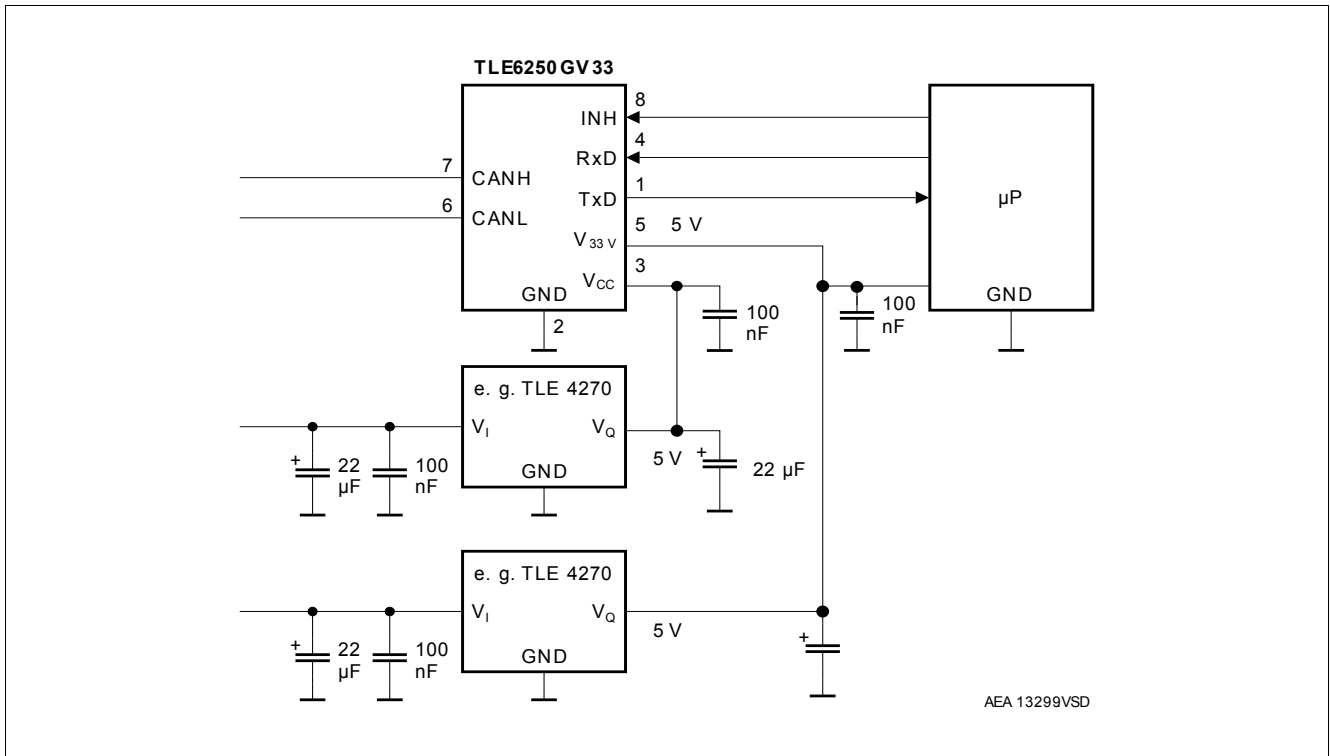 TLE6250 GV33
8
INH
4
RxD
7
CANH
1
TxD
µP
6
CANL
5 5 V
V33 V
3
VCC
GND
2
100
nF
100
nF
GND
e. g. TLE 4270
VI
VQ
+
22
µF
100
nF
GND
5 V
+
22 µF
e. g. TLE 4270
VI
VQ
+
22
µF
100
nF
GND
5 V
+
AEA 13299VSD